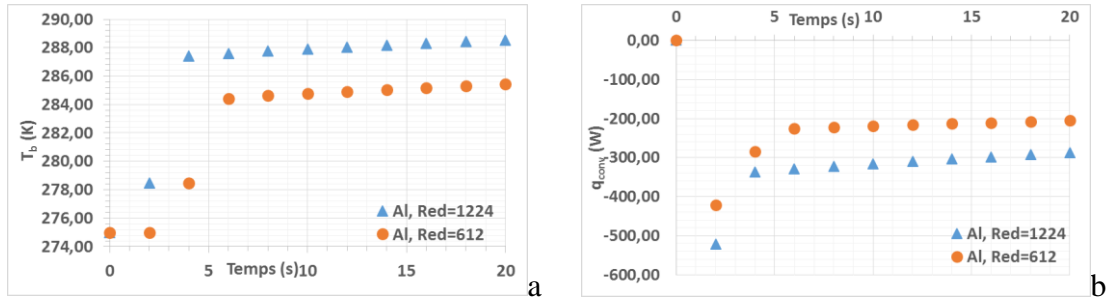 290,00
288,00
286,00
284,00
282,00
280,00
278,00
276,00
274,00
T_b (K)
0 5 10 15 20
Temps (s)
Al, Red=1224
Al, Red=612
a
0 5 10 15 20
Temps (s)
0,00
-100,00
-200,00
-300,00
-400,00
-500,00
-600,00
q_conv, (W)
Al, Red=1224
Al, Red=612
b